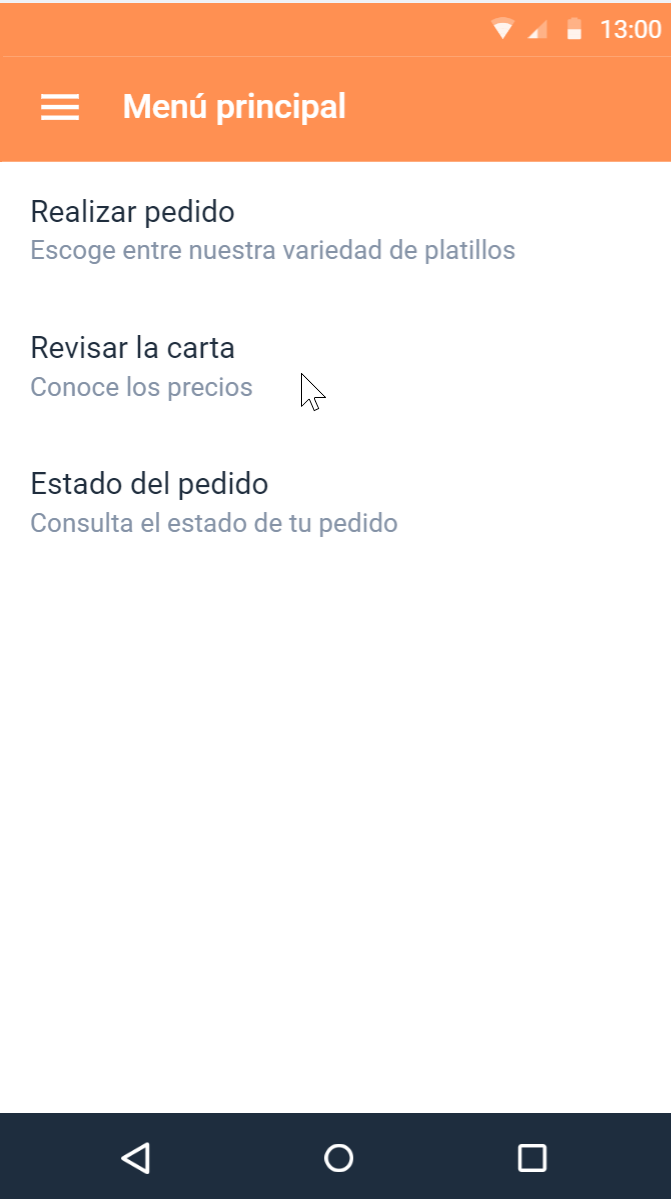 13:00
Menú principal
Realizar pedido
Escoge entre nuestra variedad de platillos
Revisar la carta
Conoce los precios
Estado del pedido
Consulta el estado de tu pedido